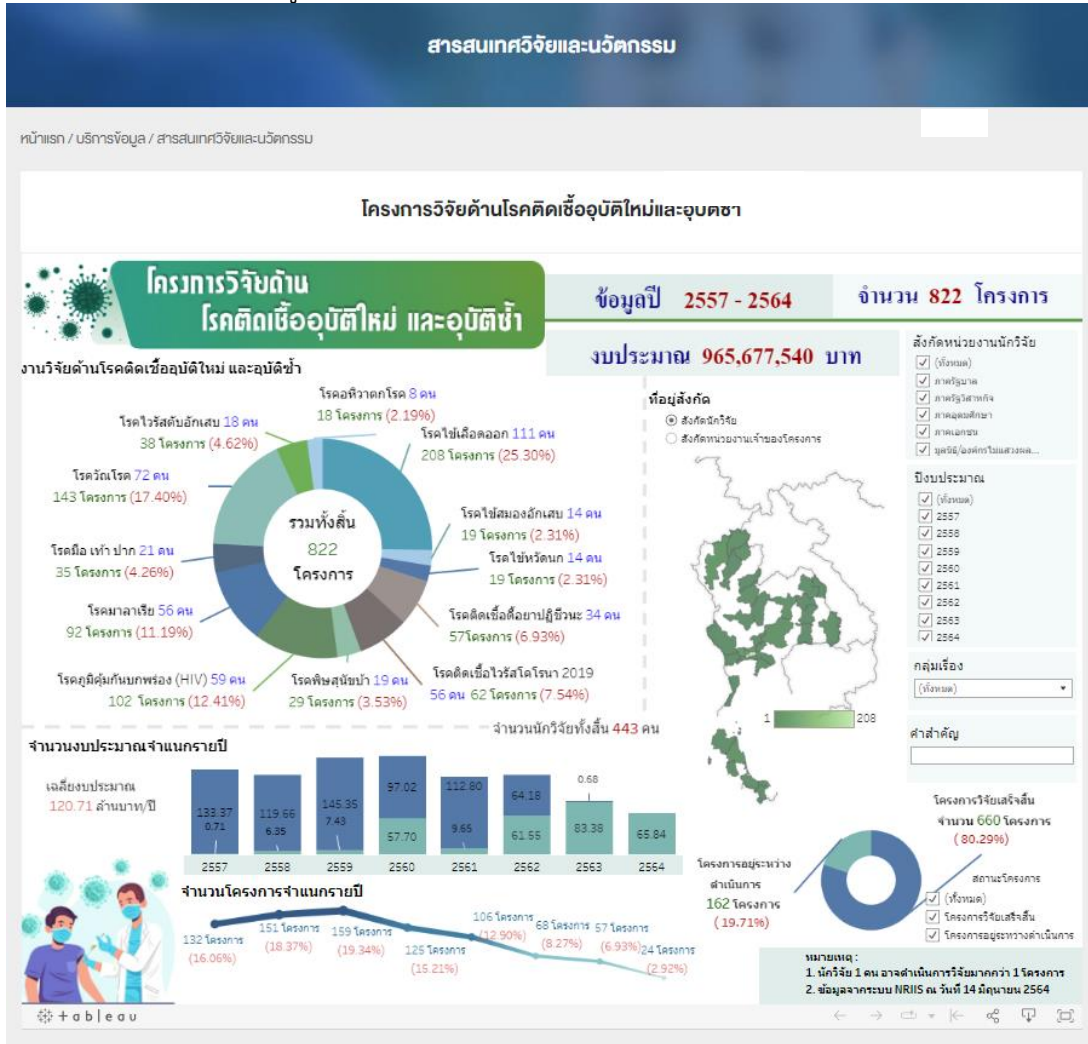 สารสนเทศวิจัยและนวัตกรรม
หน้าแรก / บริการข้อมูล / สารสนเทศวิจัยและนวัตกรรม
โครงการวิจัยด้านโรคติดเชื้ออุบัติใหม่และอุบตซา
โครงการวิจัยด้าน
โรคติดเชื้ออุบัติใหม่ และอุบัติซ้ำ
ข้อมูลปี 2557 - 2564
จำนวน 822 โครงการ
งบประมาณ 965,677,540 บาท
งานวิจัยด้านโรคติดเชื้ออุบัติใหม่ และอุบัติซ้ำ
โรคอหิวาตกโรค 8 คน
18 โครงการ (2.19%)
โรคไวรัสตับอักเสบ 18 คน
38 โครงการ (4.62%)
โรคไข้เลือดออก 111 คน
208 โครงการ (25.30%)
โรควัณโรค 72 คน
143 โครงการ (17.40%)
โรคไข้สมองอักเสบ 14 คน
19 โครงการ (2.31%)
รวมทั้งสิ้น
822
โครงการ
โรคมือ เท้า ปาก 21 คน
35 โครงการ (4.26%)
โรคไข้หวัดนก 14 คน
19 โครงการ (2.31%)
โรคมาลาเรีย 56 คน
92 โครงการ (11.19%)
โรคติดเชื้อดื้อยาปฏิชีวนะ 34 คน
57โครงการ (6.93%)
โรคภูมิคุ้มกันบกพร่อง (HIV) 59 คน
102 โครงการ (12.41%)
โรคพิษสุนัขบ้า 19 คน
29 โครงการ (3.53%)
โรคติดเชื้อไวรัสโคโรนา 2019
56 คน 62 โครงการ (7.54%)
จำนวนนักวิจัยทั้งสิ้น 443 คน
ที่อยู่สังกัด
สังกัดนักวิจัย
สังกัดหน่วยงานเจ้าของโครงการ
1
208
สังกัดหน่วยงานนักวิจัย
(ทั้งหมด)
ภาครัฐบาล
ภาครัฐวิสาหกิจ
ภาคอุดมศึกษา
ภาคเอกชน
มูลนิธิ/องค์กรไม่แสวงผล...
ปีงบประมาณ
(ทั้งหมด)
2557
2558
2559
2560
2561
2562
2563
2564
กลุ่มเรื่อง
(ทั้งหมด)
คำสำคัญ
จำนวนงบประมาณจำแนกรายปี
เฉลี่ยงบประมาณ
120.71 ล้านบาท/ปี
133.37
0.71
119.66
6.35
145.35
7.43
97.02
57.70
112.80
9.65
64.18
61.55
0.68
83.38
65.84
2557 2558 2559 2560 2561 2562 2563 2564
จำนวนโครงการจำแนกรายปี
132 โครงการ
(16.06%)
151 โครงการ
(18.37%)
159 โครงการ
(19.34%)
125 โครงการ
(15.21%)
106 โครงการ
(12.90%)
68 โครงการ
(8.27%)
57 โครงการ
(6.93%)
24 โครงการ
(2.92%)
โครงการวิจัยเสร็จสิ้น
จำนวน 660 โครงการ
(80.29%)
โครงการอยู่ระหว่าง
ดำเนินการ
162 โครงการ
(19.71%)
สถานะโครงการ
(ทั้งหมด)
โครงการวิจัยเสร็จสิ้น
โครงการอยู่ระหว่างดำเนินการ
หมายเหตุ :
1. นักวิจัย 1 คน อาจดำเนินการวิจัยมากกว่า 1 โครงการ
2. ข้อมูลจากระบบ NRIIS ณ วันที่ 14 มิถุนายน 2564
+ableau